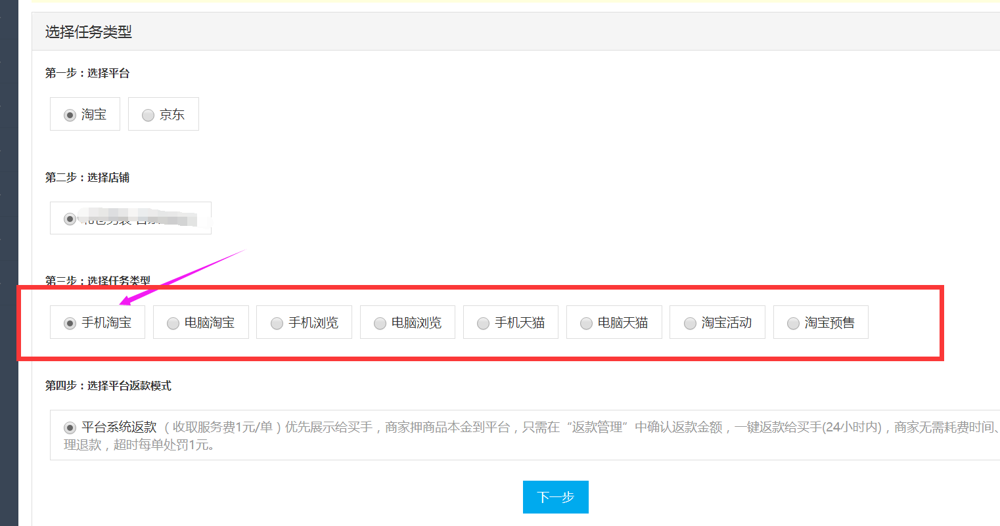 选择任务类型
第一步：选择平台
淘宝 京东
第二步：选择店铺
第三步：选择任务类型
手机淘宝 电脑淘宝 手机浏览 电脑浏览 手机天猫 电脑天猫 淘宝活动 淘宝预售
第四步：选择平台返款模式
平台系统返款 （收取服务费1元/单）优先展示给买手，商家押商品本金到平台，只需在“返款管理”中确认返款金额，一键返款给买手(24小时内)，商家无需耗费时间、
理退款，超时每单处罚1元。
下一步